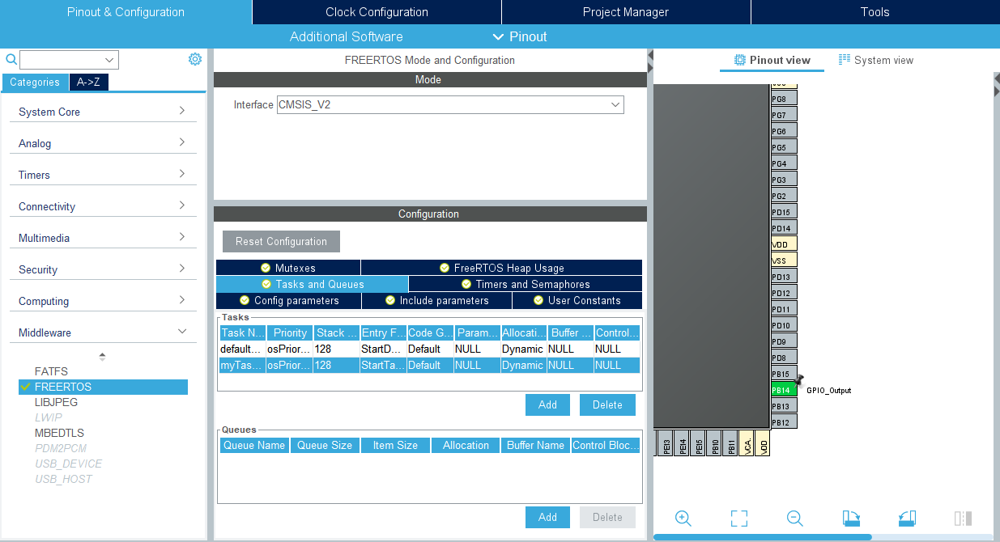 Pinout & Configuration
Clock Configuration
Project Manager
Tools
Additional Software
Pinout
Categories
A->Z
System Core
Analog
Timers
Connectivity
Multimedia
Security
Computing
Middleware
FATFS
FREERTOS
LIBJPEG
LWIP
MBEDTLS
PDM2PCM
USB_DEVICE
USB_HOST
FREERTOS Mode and Configuration
Mode
Interface CMSIS_V2
Configuration
Reset Configuration
Mutexes
FreeRTOS Heap Usage
Tasks and Queues
Timers and Semaphores
Config parameters
Include parameters
User Constants
Tasks
Task N... Priority Stack ... Entry F... Code G... Param... Allocati... Buffer ... Control...
default... osPrior... 128 StartD... Default NULL Dynamic NULL NULL
myTas... osPrior... 128 StartTa... Default NULL Dynamic NULL NULL
Add
Delete
Queues
Queue Name Queue Size Item Size Allocation Buffer Name Control Bloc...
Add
Delete
Pinout view
System view
PG8
PG7
PG6
PG5
PG4
PG3
PG2
PD15
PD14
VDD
VSS
PD13
PD12
PD11
PD10
PD9
PD8
PB15
PB14 GPIO_Output
PB13
PB12
PB10
PB11
VCA.
VDD